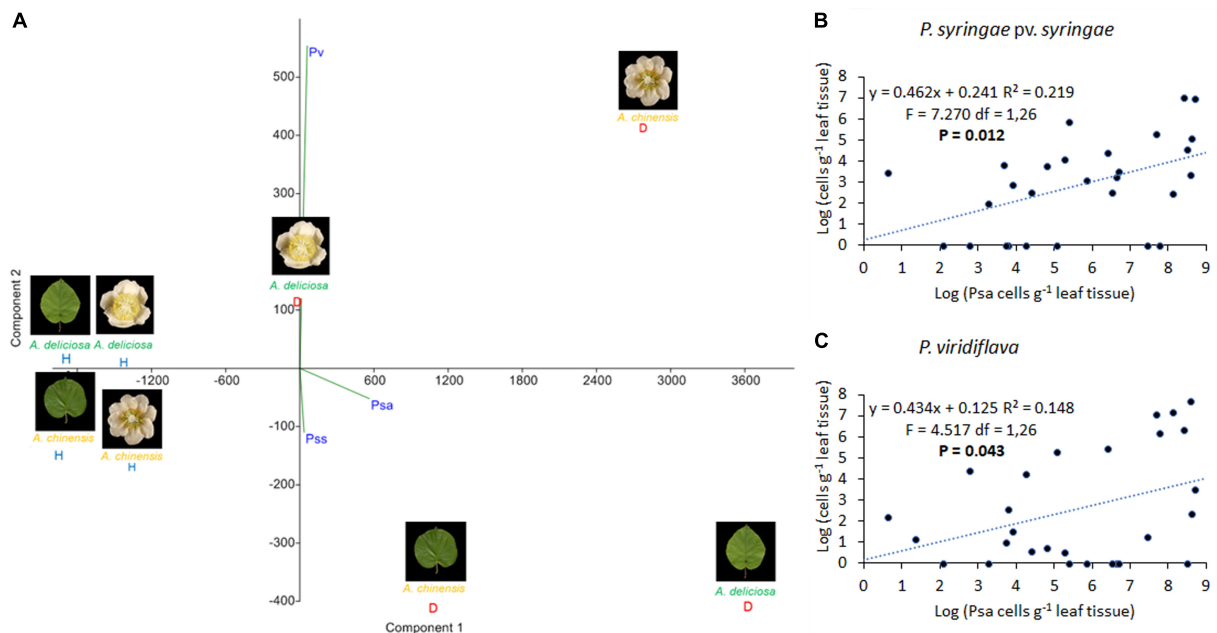 A
Component 2
500
400
300
100
-100
-200
-300
-400
-1200
-600
600
1200
1800
2400
3000
3600
Pv
Psa
Pss
A. chinensis
D
A. deliciosa
D
A. deliciosa
H
A. deliciosa
H
A. chinensis
H
A. chinensis
H
A. chinensis
D
A. deliciosa
D
Component 1
B
P. syringae pv. syringae
y = 0.462x + 0.241 R² = 0.219
F = 7.270 df = 1,26
P = 0.012
Log (cells g⁻¹ leaf tissue)
8
7
6
5
4
3
2
1
0
0 1 2 3 4 5 6 7 8 9
Log (Psa cells g⁻¹ leaf tissue)
C
P. viridiflava
y = 0.434x + 0.125 R² = 0.148
F = 4.517 df = 1,26
P = 0.043
Log (cells g⁻¹ leaf tissue)
8
7
6
5
4
3
2
1
0
0 1 2 3 4 5 6 7 8 9
Log (Psa cells g⁻¹ leaf tissue)